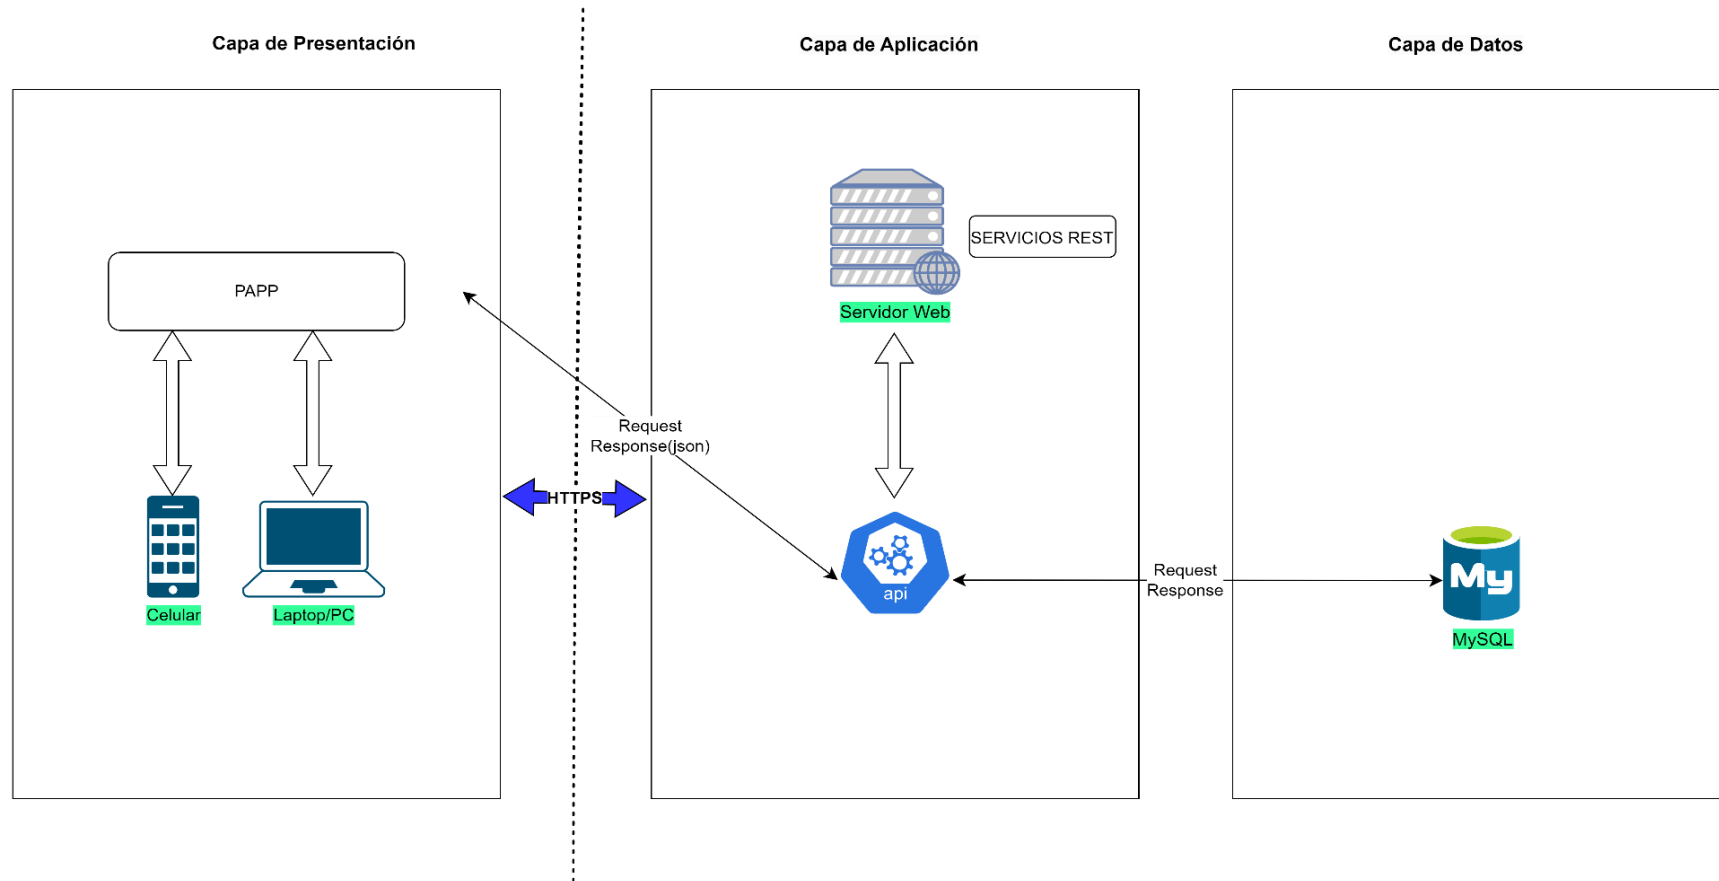 Capa de Presentación
Capa de Aplicación
Capa de Datos
SERVICIOS REST
PAPP
Servidor Web
Request
Response(json)
HTTPS
api
Request
Response
My
Celular
Laptop/PC
MySQL